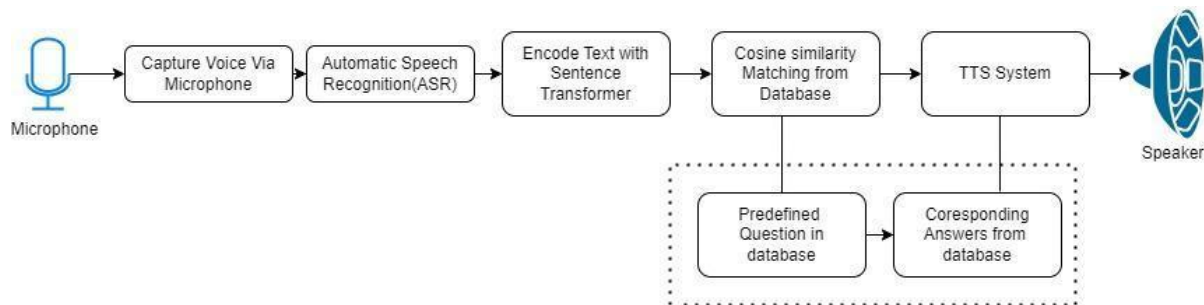 Microphone
Capture Voice Via
Microphone
Automatic Speech
Recognition(ASR)
Encode Text with
Sentence
Transformer
Cosine similarity
Matching from
Database
TTS System
Speaker
Predefined
Question in
database
Coresponding
Answers from
database